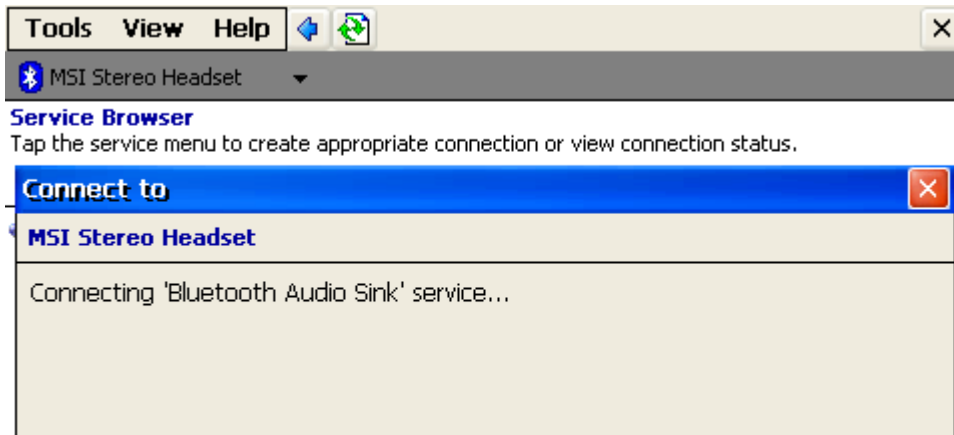 Tools View Help
MSI Stereo Headset
Service Browser
Tap the service menu to create appropriate connection or view connection status.
Connect to
MSI Stereo Headset
Connecting 'Bluetooth Audio Sink' service...